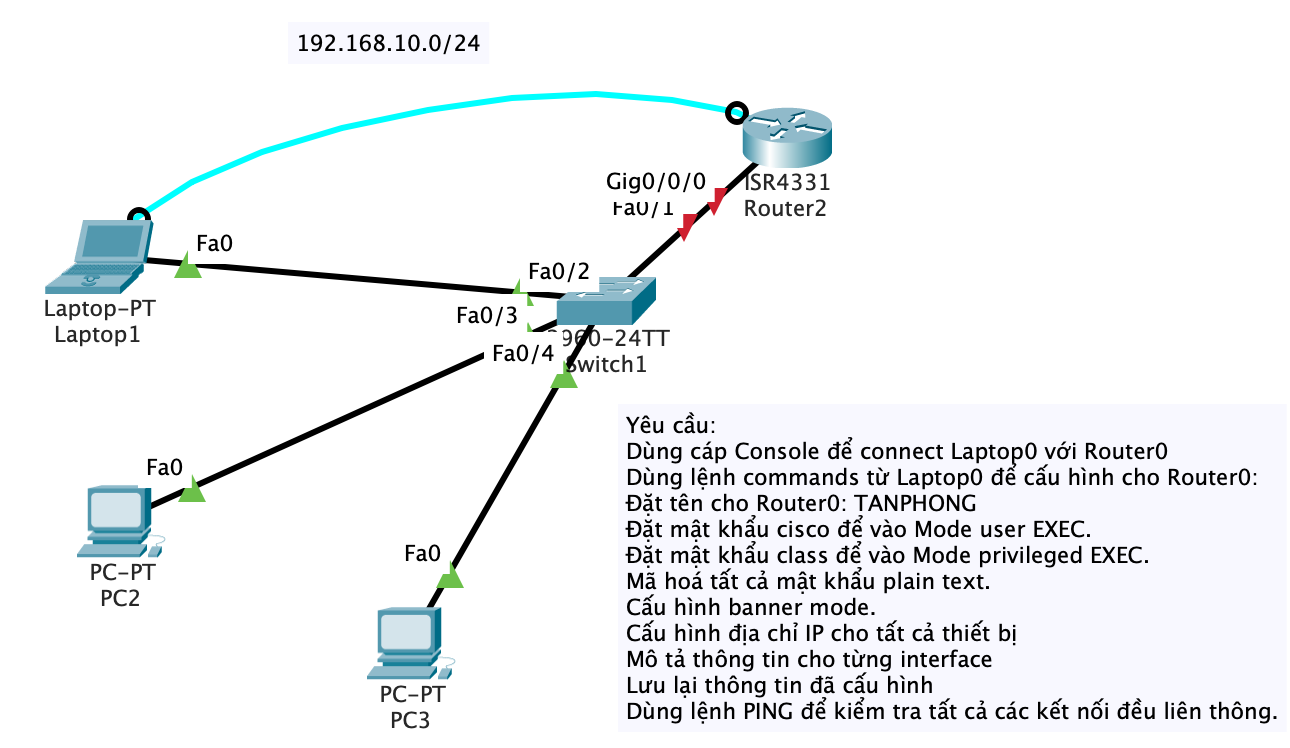 192.168.10.0/24
Gig0/0/0
ISR4331
Fa0/1
Router2
Fa0
Fa0/2
Laptop-PT
Laptop1
Fa0/3
960-24TT
Fa0/4
Switch1
Fa0
PC-PT
PC2
Fa0
PC-PT
PC3
Yêu cầu:
Dùng cáp Console để connect Laptop0 với Router0
Dùng lệnh commands từ Laptop0 để cấu hình cho Router0:
Đặt tên cho Router0: TANPHONG
Đặt mật khẩu cisco để vào Mode user EXEC.
Đặt mật khẩu class để vào Mode privileged EXEC.
Mã hoá tất cả mật khẩu plain text.
Cấu hình banner mode.
Cấu hình địa chỉ IP cho tất cả thiết bị
Mô tả thông tin cho từng interface
Lưu lại thông tin đã cấu hình
Dùng lệnh PING để kiểm tra tất cả các kết nối đều liên thông.